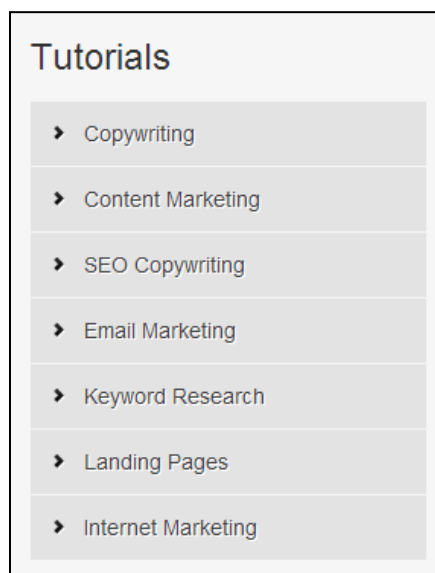 Tutorials
Copywriting
Content Marketing
SEO Copywriting
Email Marketing
Keyword Research
Landing Pages
Internet Marketing